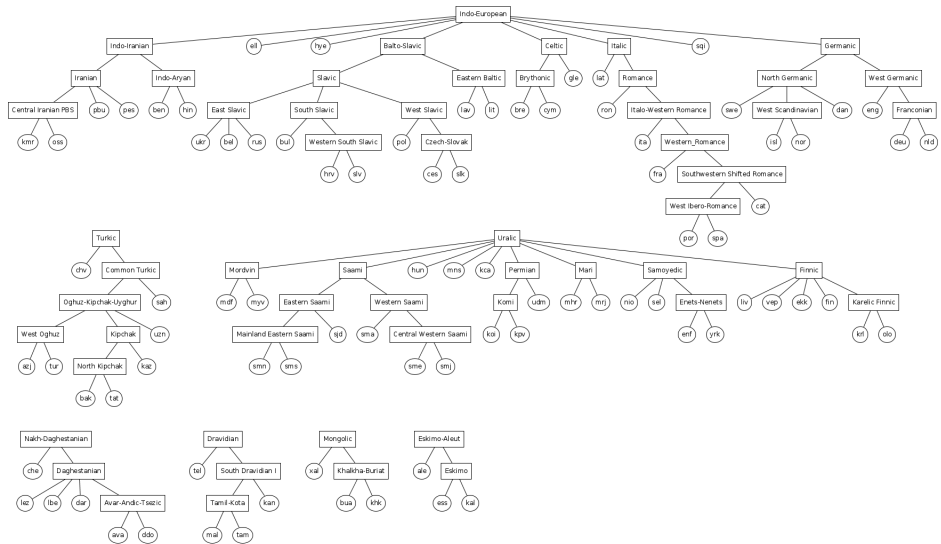 Indo-European
Indo-Iranian ell hye Balto-Slavic Celtic Italic sqi Germanic
Iranian Indo-Aryan Slavic Eastern Baltic Brythonic gle lat Romance North Germanic West Germanic
Central Iranian PBS pbu pes ben hin East Slavic South Slavic West Slavic lav lit bre cym ron Italo-Western Romance swe West Scandinavian dan eng Franconian
kmr oss ukr bel rus bul Western South Slavic pol Czech-Slovak ita Western_Romance isl nor deu nld
hrv slv ces slk fra Southwestern Shifted Romance
West Ibero-Romance cat
por spa
Turkic Uralic
chv Common Turkic Mordvin Saami hun mns kca Permian Mari Samoyedic Finnic
Oghuz-Kipchak-Uyghur sah mdf myv Eastern Saami Western Saami Komi udm mhr mrj nio sel Enets-Nenets liv vep ekk fin Karelic Finnic
West Oghuz Kipchak uzn Mainland Eastern Saami sjd sma Central Western Saami koi kpv enf yrk krl olo
azj tur North Kipchak kaz smn sms sme smj
bak tat
Nakh-Daghestanian Dravidian Mongolic Eskimo-Aleut
che Daghestanian tel South Dravidian I xal Khalkha-Buriat ale Eskimo
lez lbe dar Avar-Andic-Tsezic Tamil-Kota kan bua khk ess kal
ava ddo mal tam